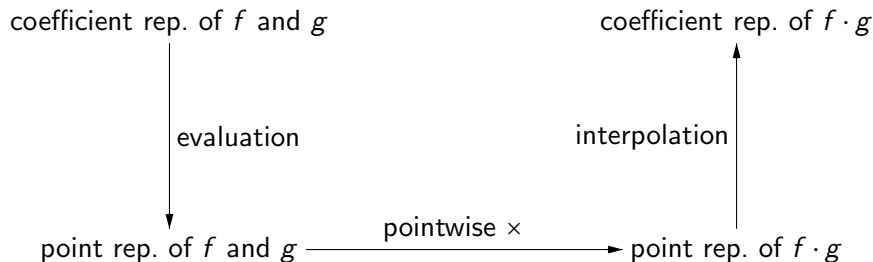 coefficient rep. of f and g
coefficient rep. of f · g
evaluation
interpolation
pointwise ×
point rep. of f and g
point rep. of f · g